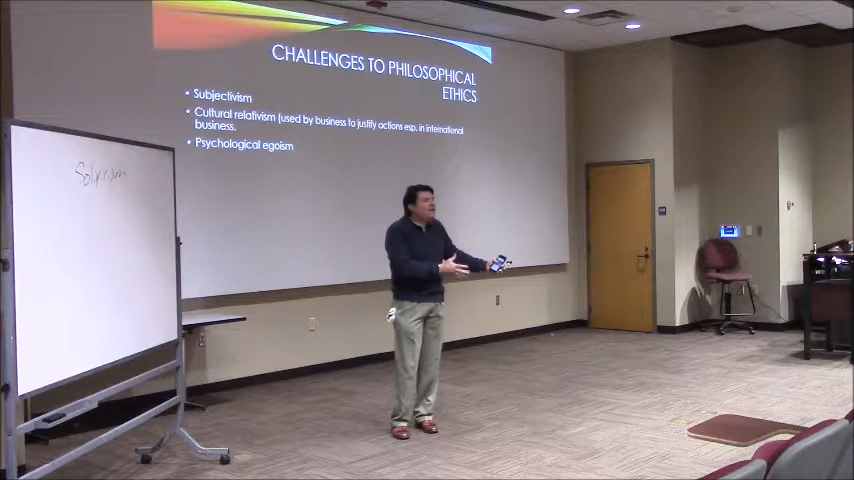 CHALLENGES TO PHILOSOPHICAL
ETHICS
• Subjectivism
• Cultural relativism (used by business to justify actions esp. in international
business.
• Psychological egoism